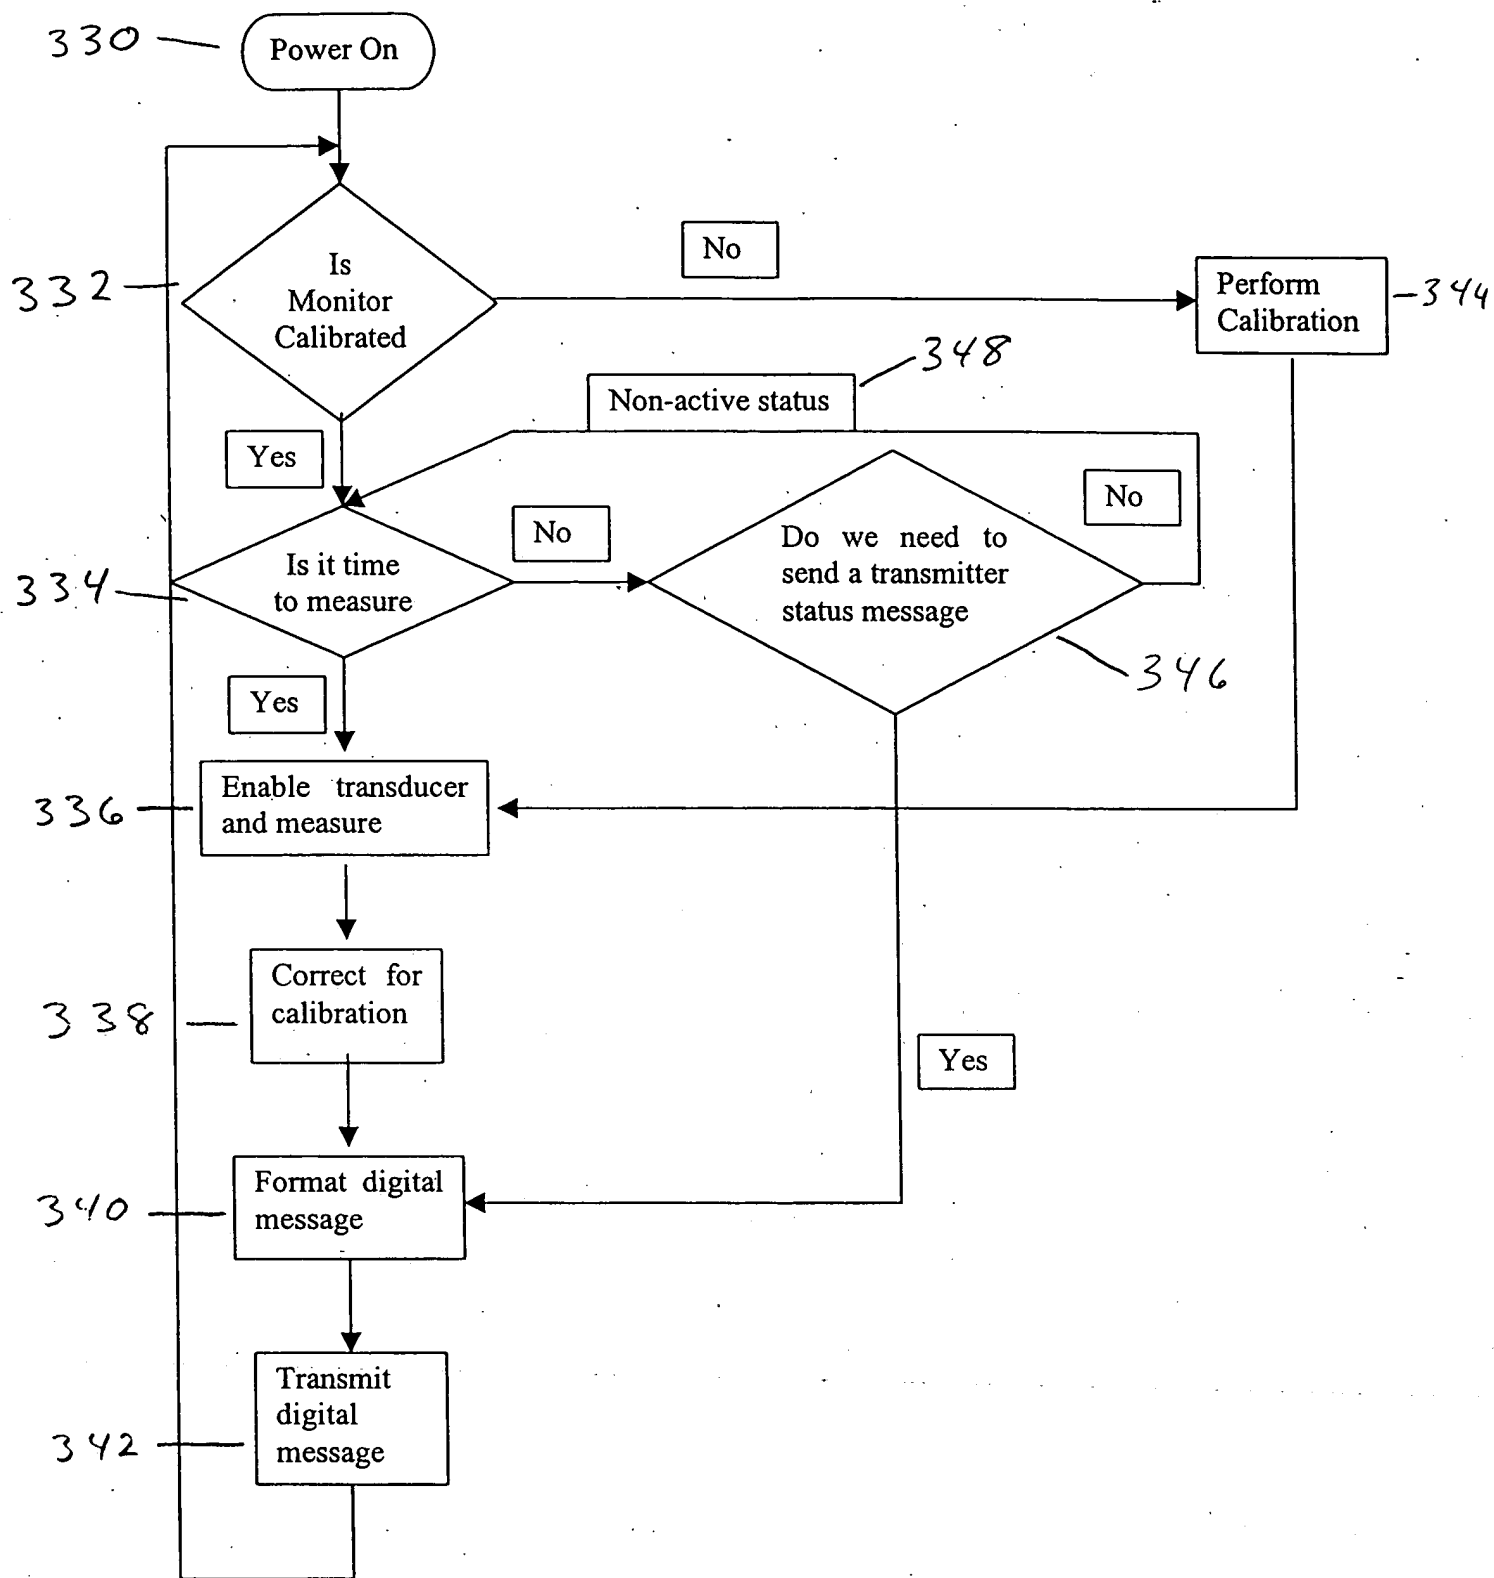 330
Power On
332
Is
Monitor
Calibrated
No
Perform
Calibration
344
348
Non-active status
Yes
No
334
Is it time
to measure
No
Do we need to
send a transmitter
status message
346
Yes
336
Enable transducer
and measure
338
Correct for
calibration
Yes
340
Format digital
message
342
Transmit
digital
message